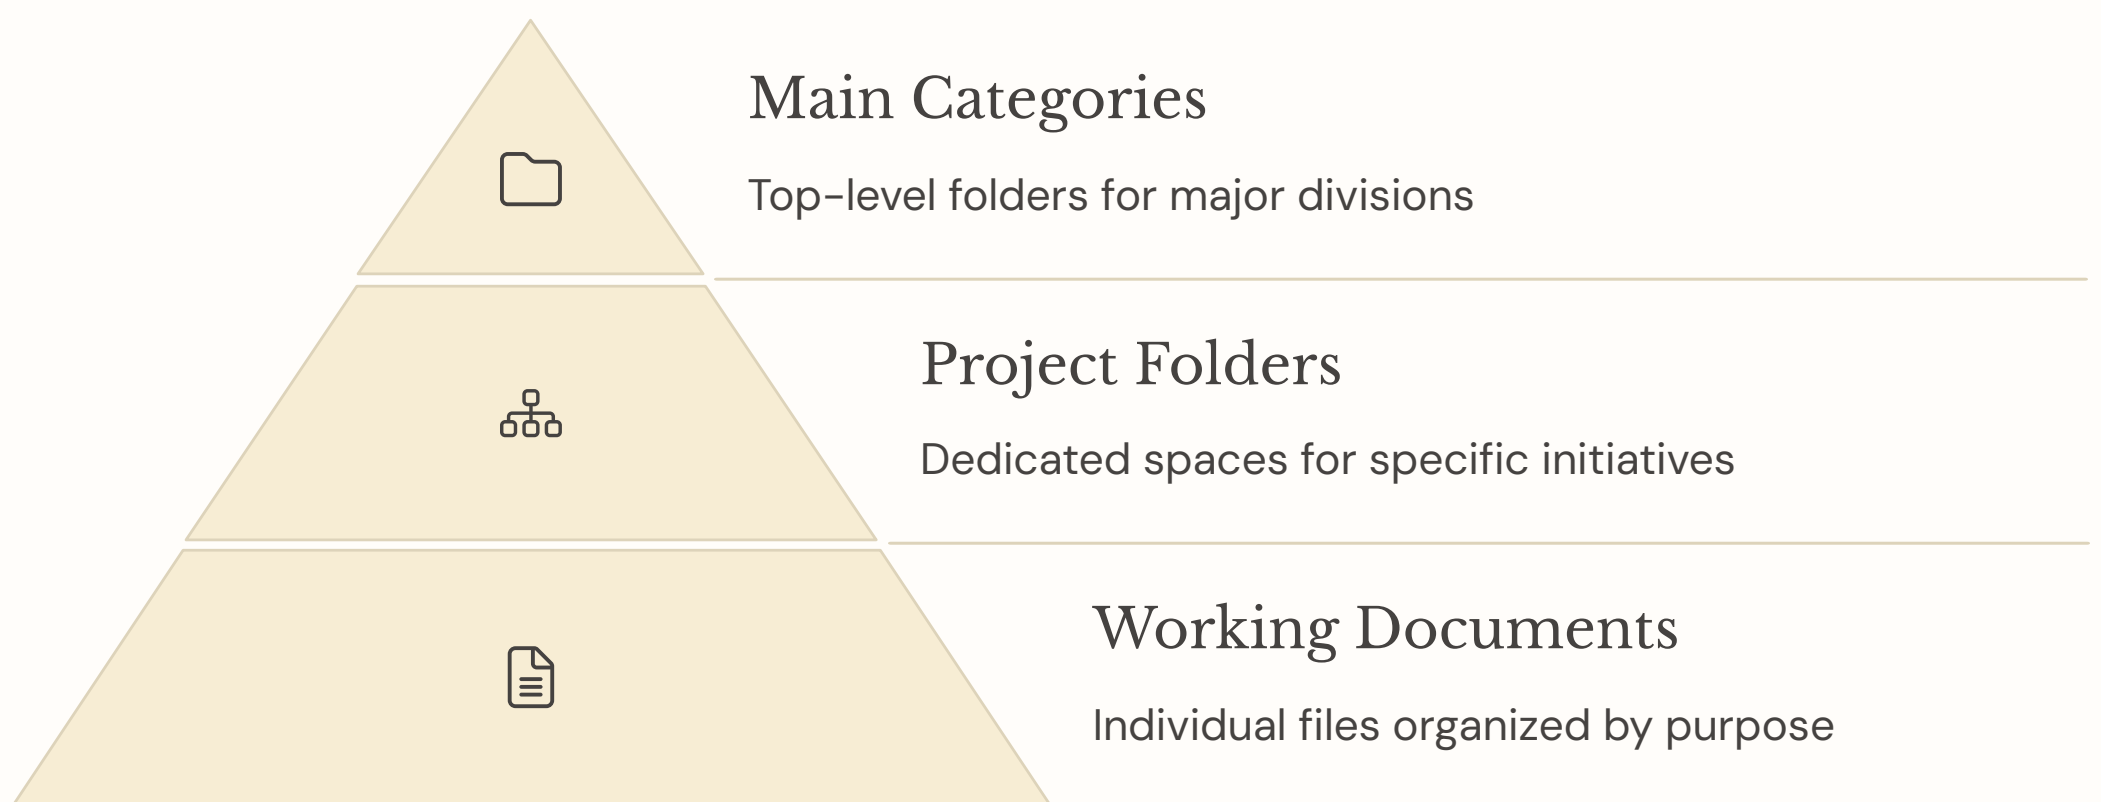 Main Categories
Top-level folders for major divisions
Project Folders
Dedicated spaces for specific initiatives
Working Documents
Individual files organized by purpose